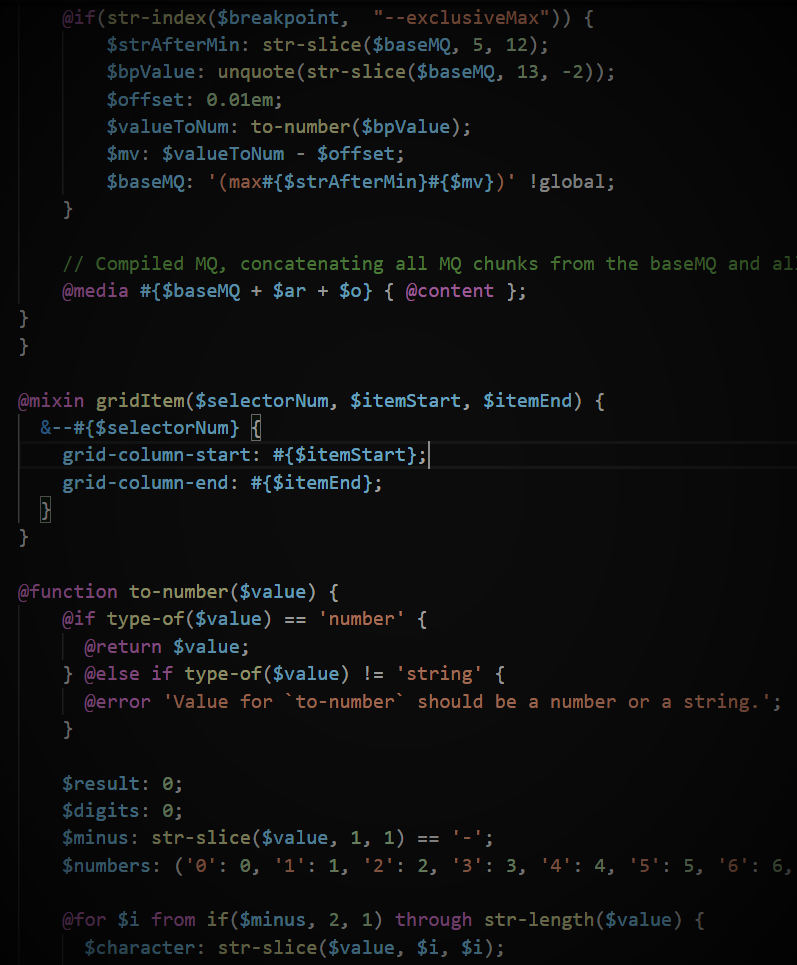 @if(str-index($breakpoint,  "--exclusiveMax")) {
$strAfterMin: str-slice($baseMQ, 5, 12);
$bpValue: unquote(str-slice($baseMQ, 13, -2));
$offset: 0.01em;
$valueToNum: to-number($bpValue);
$mv: $valueToNum - $offset;
$baseMQ: '(max#{$strAfterMin}#{$mv})' !global;
}
// Compiled MQ, concatenating all MQ chunks from the baseMQ and al
@media #{$baseMQ + $ar + $o} { @content };
}
}
@mixin gridItem($selectorNum, $itemStart, $itemEnd) {
&--#{$selectorNum} {
grid-column-start: #{$itemStart};
grid-column-end: #{$itemEnd};
}
}
@function to-number($value) {
@if type-of($value) == 'number' {
@return $value;
} @else if type-of($value) != 'string' {
@error 'Value for `to-number` should be a number or a string.';
}
$result: 0;
$digits: 0;
$minus: str-slice($value, 1, 1) == '-';
$numbers: ('0': 0, '1': 1, '2': 2, '3': 3, '4': 4, '5': 5, '6': 6,
@for $i from if($minus, 2, 1) through str-length($value) {
$character: str-slice($value, $i, $i);